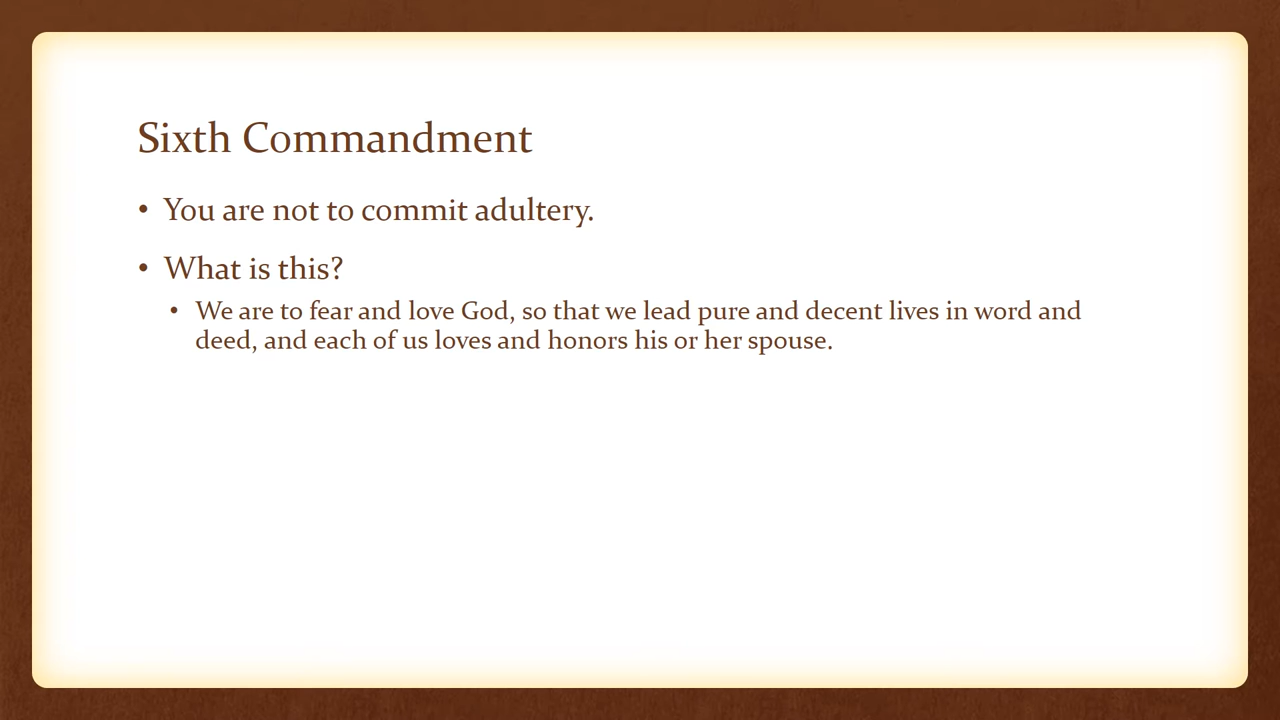 Sixth Commandment
• You are not to commit adultery.
• What is this?
• We are to fear and love God, so that we lead pure and decent lives in word and
deed, and each of us loves and honors his or her spouse.